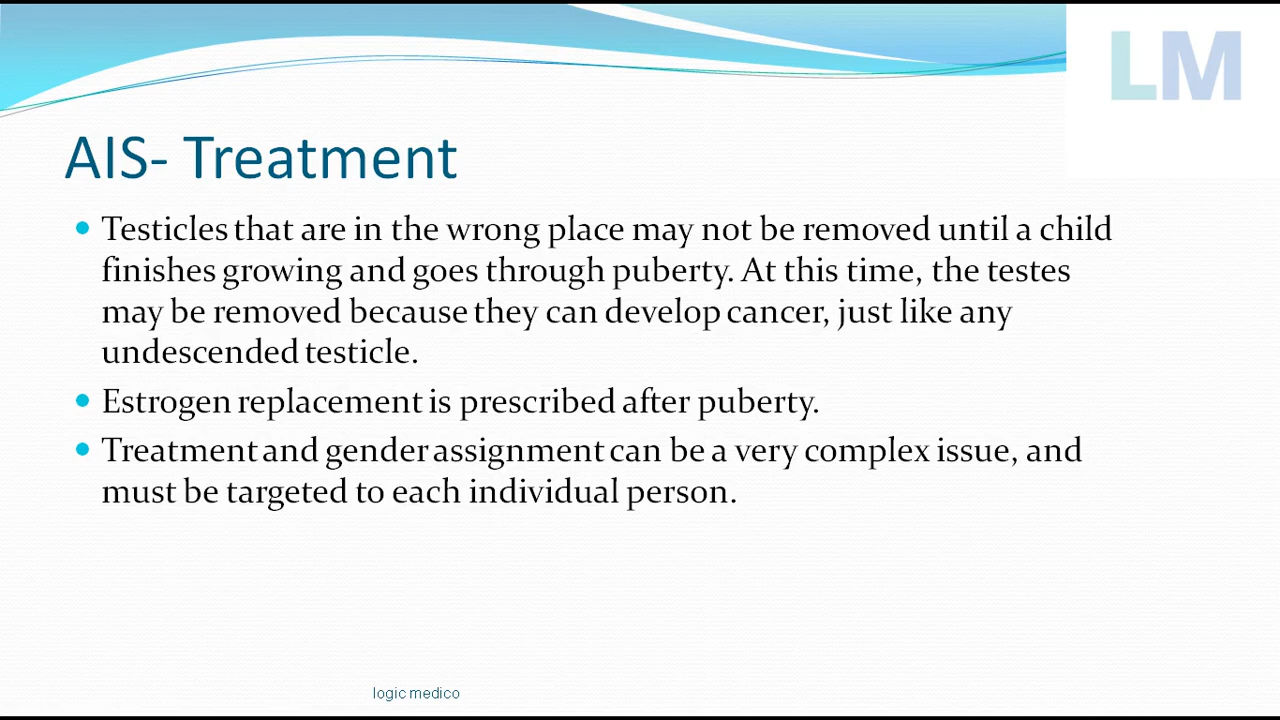 LM
AIS- Treatment
Testicles that are in the wrong place may not be removed until a child
finishes growing and goes through puberty. At this time, the testes
may be removed because they can develop cancer, just like any
undescended testicle.
Estrogen replacement is prescribed after puberty.
Treatment and gender assignment can be a very complex issue, and
must be targeted to each individual person.
logic medico